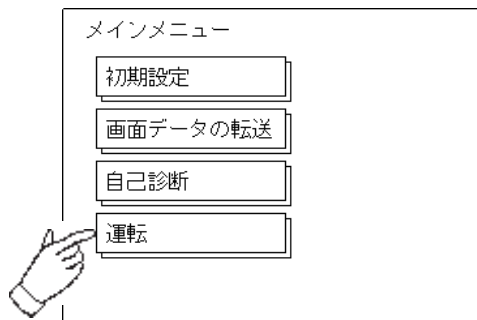 メインメニュー
初期設定
画面データの転送
自己診断
運転